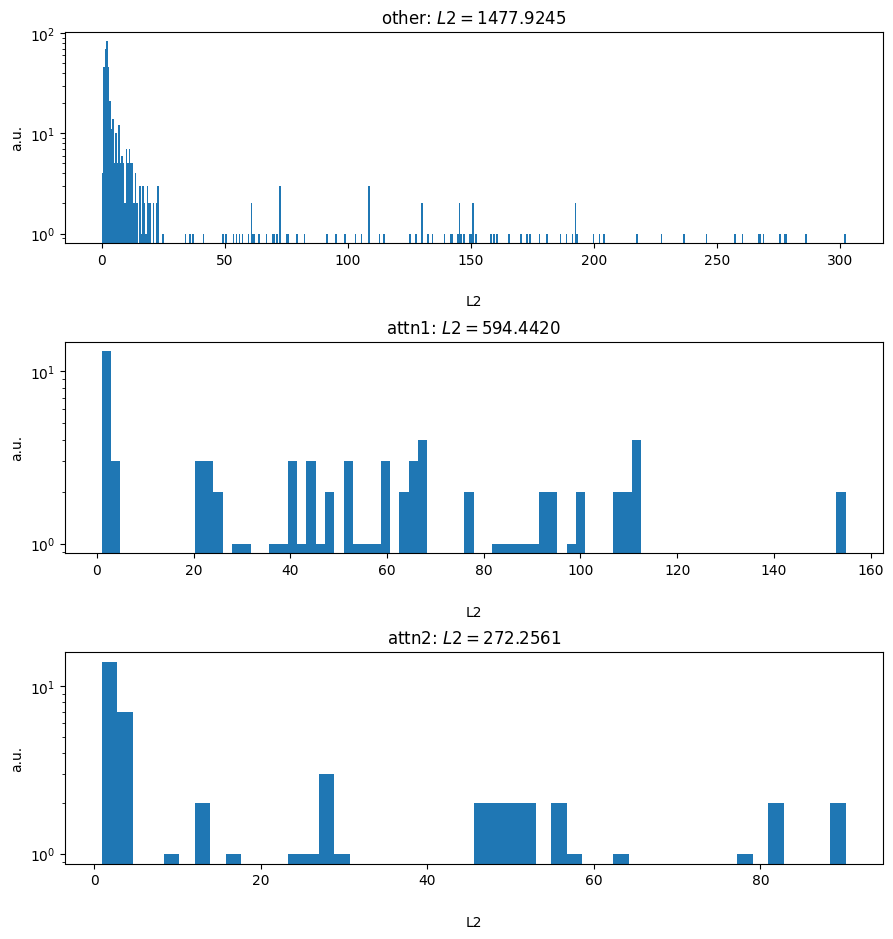 other: L2 = 1477.9245
a.u.
10²
10¹
10⁰
0 50 100 150 200 250 300
L2
attn1: L2 = 594.4420
a.u.
10¹
10⁰
0 20 40 60 80 100 120 140 160
L2
attn2: L2 = 272.2561
a.u.
10¹
10⁰
0 20 40 60 80
L2